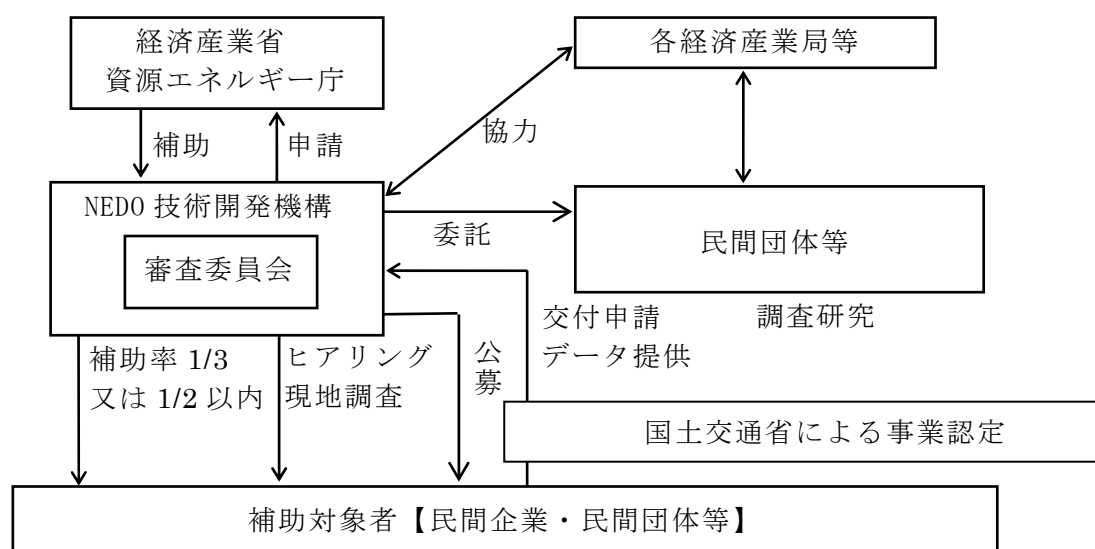 経済産業省
資源エネルギー庁
各経済産業局等
補助
申請
協力
NEDO 技術開発機構
審査委員会
委託
民間団体等
交付申請
データ提供
調査研究
補助率 1/3
又は 1/2 以内
ヒアリング
現地調査
公募
国土交通省による事業認定
補助対象者【民間企業・民間団体等】